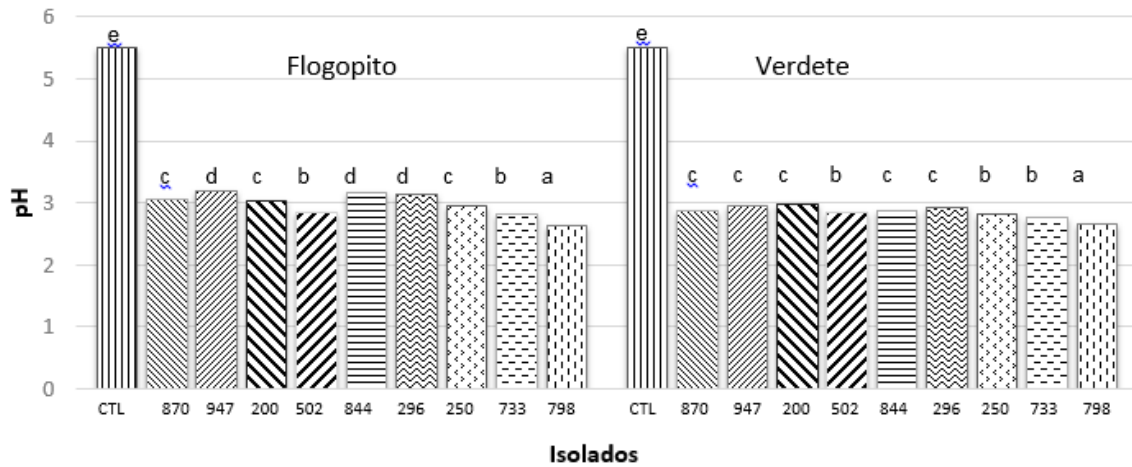 6
e e
Flogopito Verdete
5
4
c d c b d d c b a c c c b c c b b a
pH
3
2
1
0
CTL 870 947 200 502 844 296 250 733 798 CTL 870 947 200 502 844 296 250 733 798
Isolados